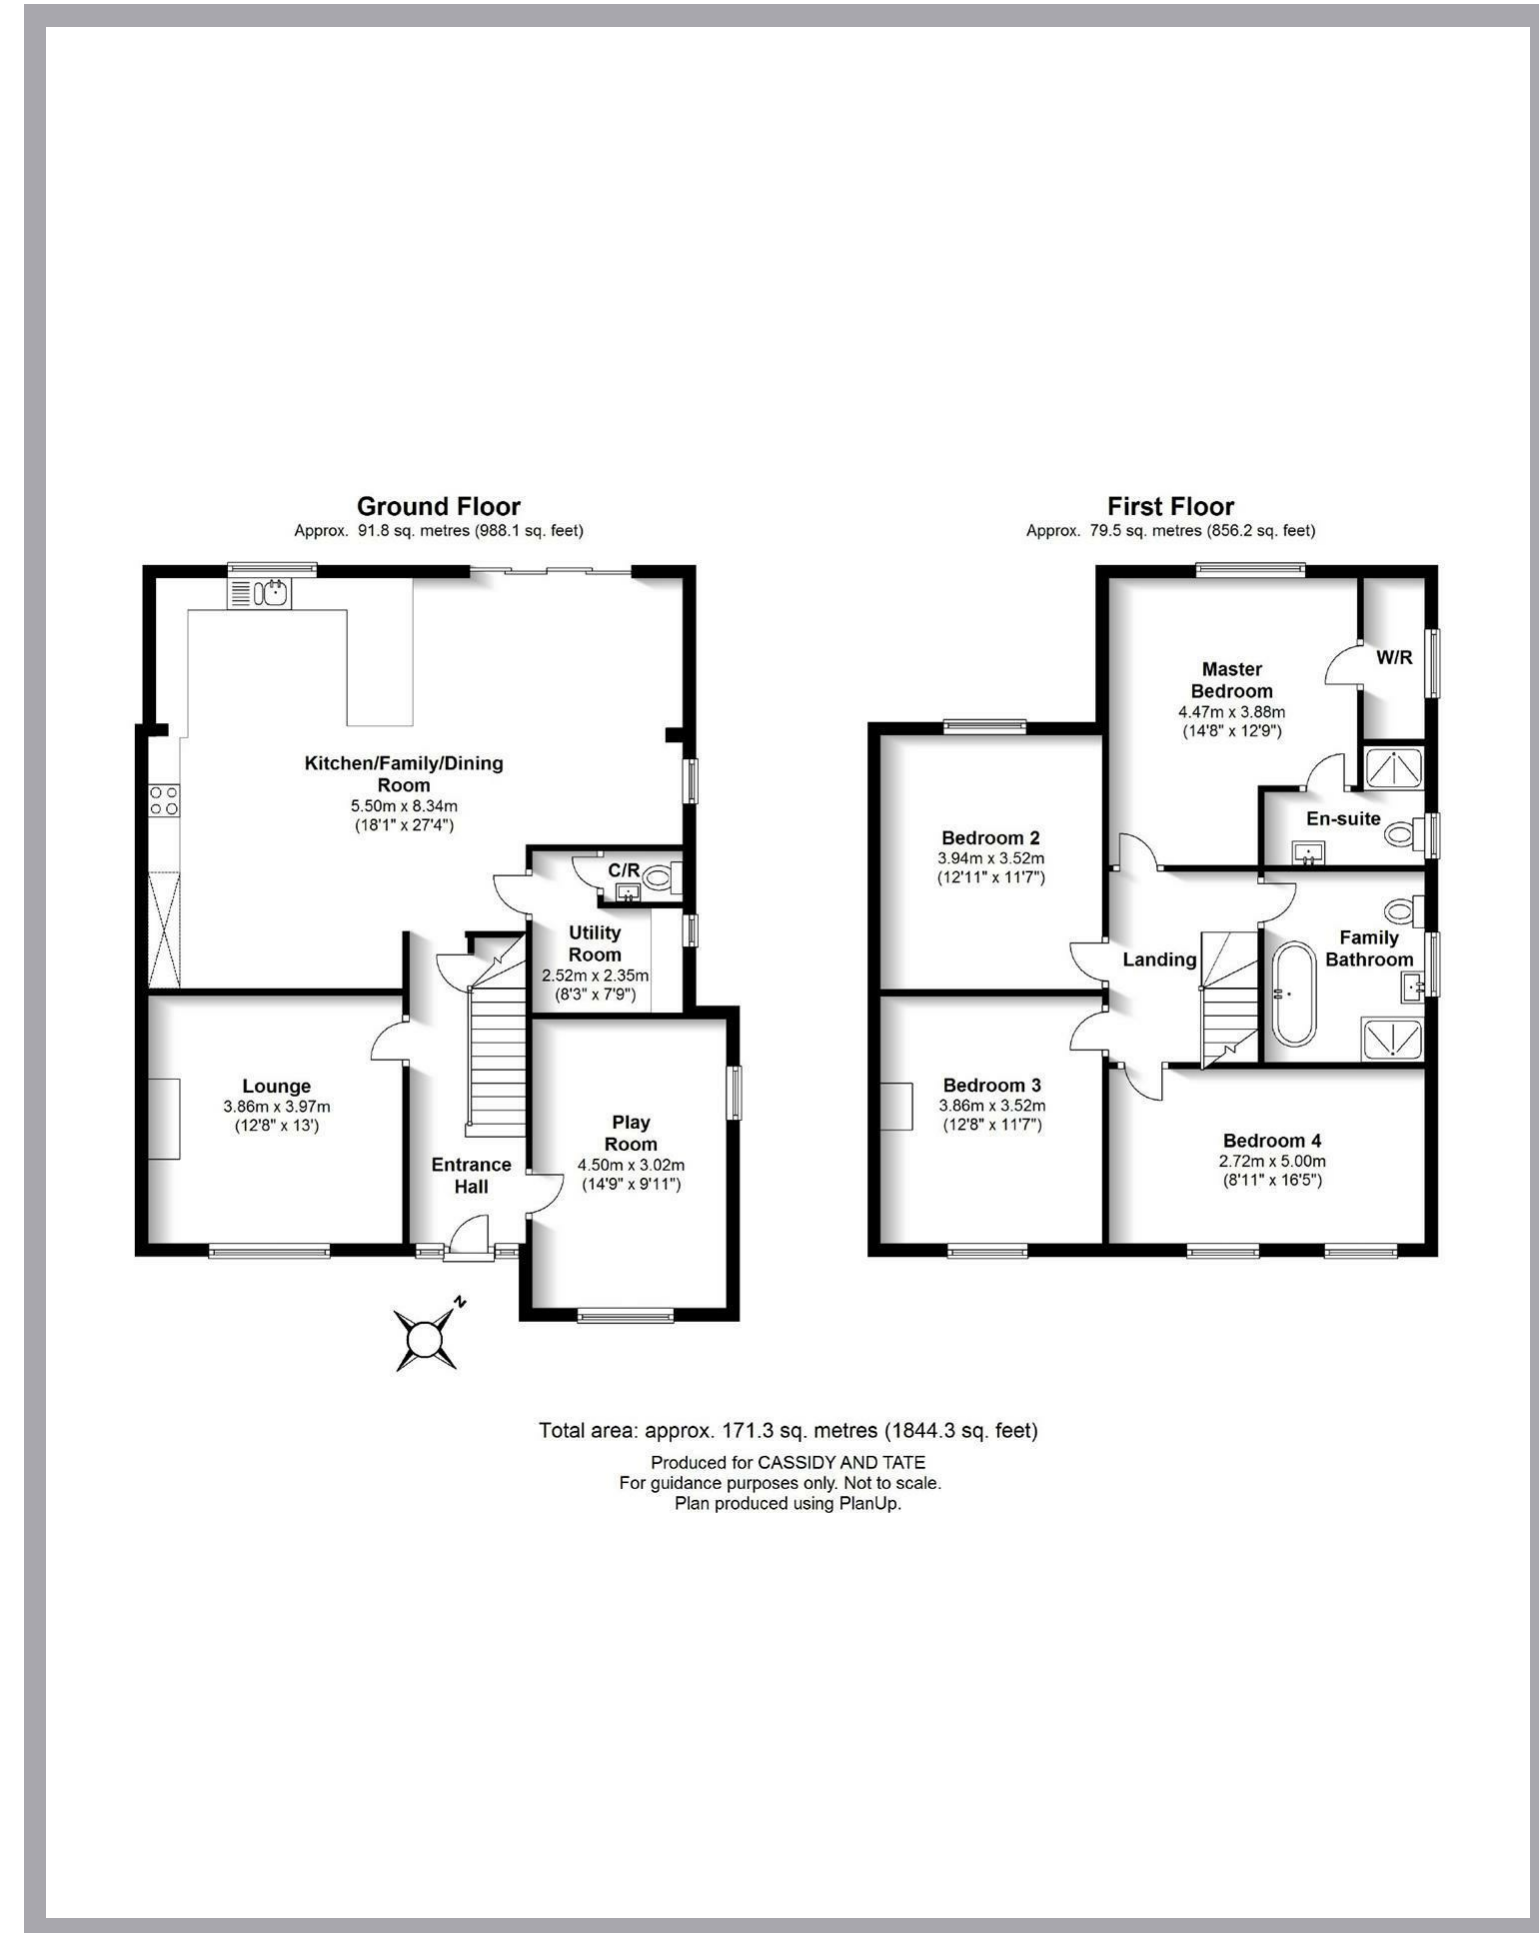 Ground Floor
Approx. 91.8 sq. metres (988.1 sq. feet)
Kitchen/Family/Dining
Room
5.50m x 8.34m
(18'1" x 27'4")
C/R
Utility
Room
2.52m x 2.35m
(8'3" x 7'9")
Lounge
3.86m x 3.97m
(12'8" x 13')
Entrance
Hall
Play
Room
4.50m x 3.02m
(14'9" x 9'11")
N
First Floor
Approx. 79.5 sq. metres (856.2 sq. feet)
Master
Bedroom
4.47m x 3.88m
(14'8" x 12'9")
W/R
En-suite
Bedroom 2
3.94m x 3.52m
(12'11" x 11'7")
Landing
Family
Bathroom
Bedroom 3
3.86m x 3.52m
(12'8" x 11'7")
Bedroom 4
2.72m x 5.00m
(8'11" x 16'5")
Total area: approx. 171.3 sq. metres (1844.3 sq. feet)
Produced for CASSIDY AND TATE
For guidance purposes only. Not to scale.
Plan produced using PlanUp.